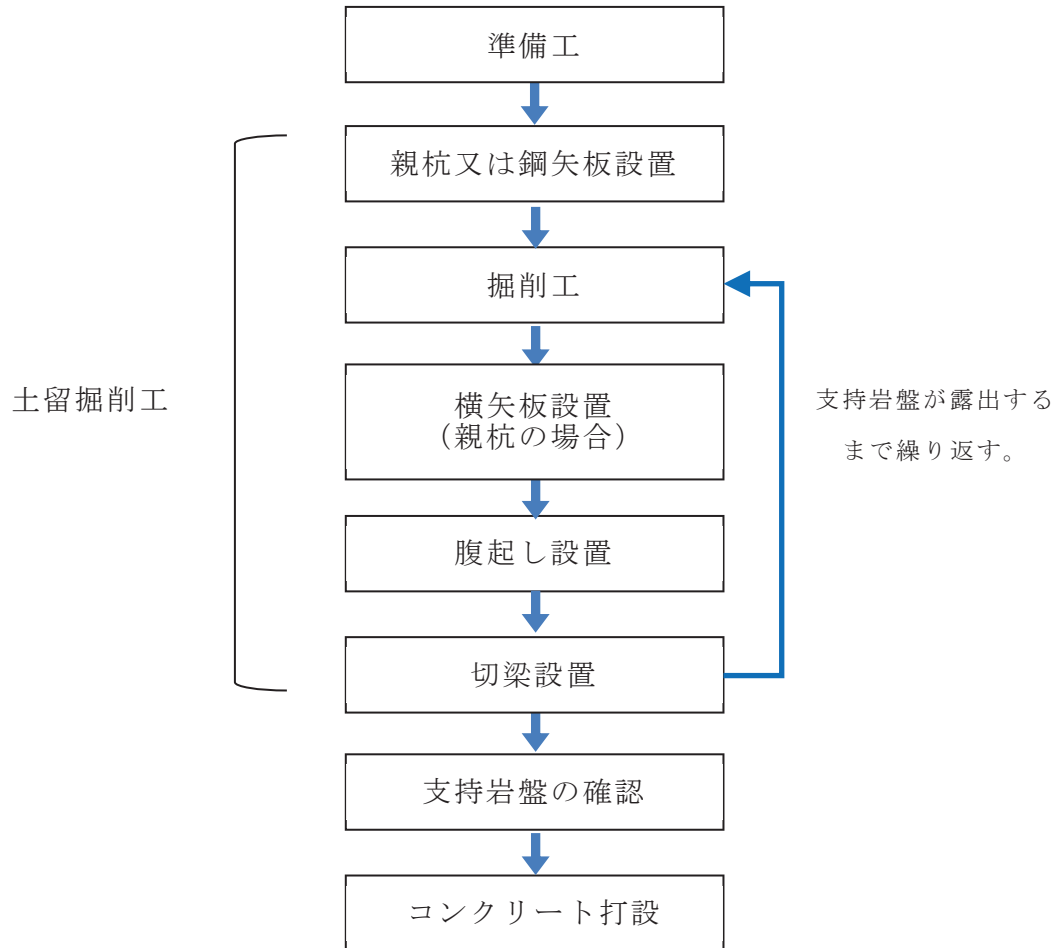 準備工
親杭又は鋼矢板設置
掘削工
土留掘削工
横矢板設置
（親杭の場合）
支持岩盤が露出する
まで繰り返す。
腹起し設置
切梁設置
支持岩盤の確認
コンクリート打設